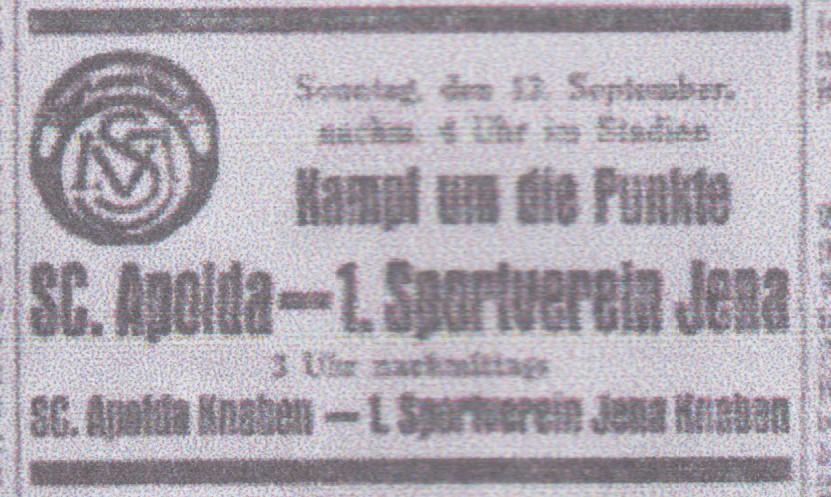 Sonntag, den 12. September,
nachm. 4 Uhr im Stadion
Kampf um die Punkte
SC. Apolda — 1. Sportverein Jena
3 Uhr nachmittags
SC. Apolda Knaben — 1. Sportverein Jena Knaben